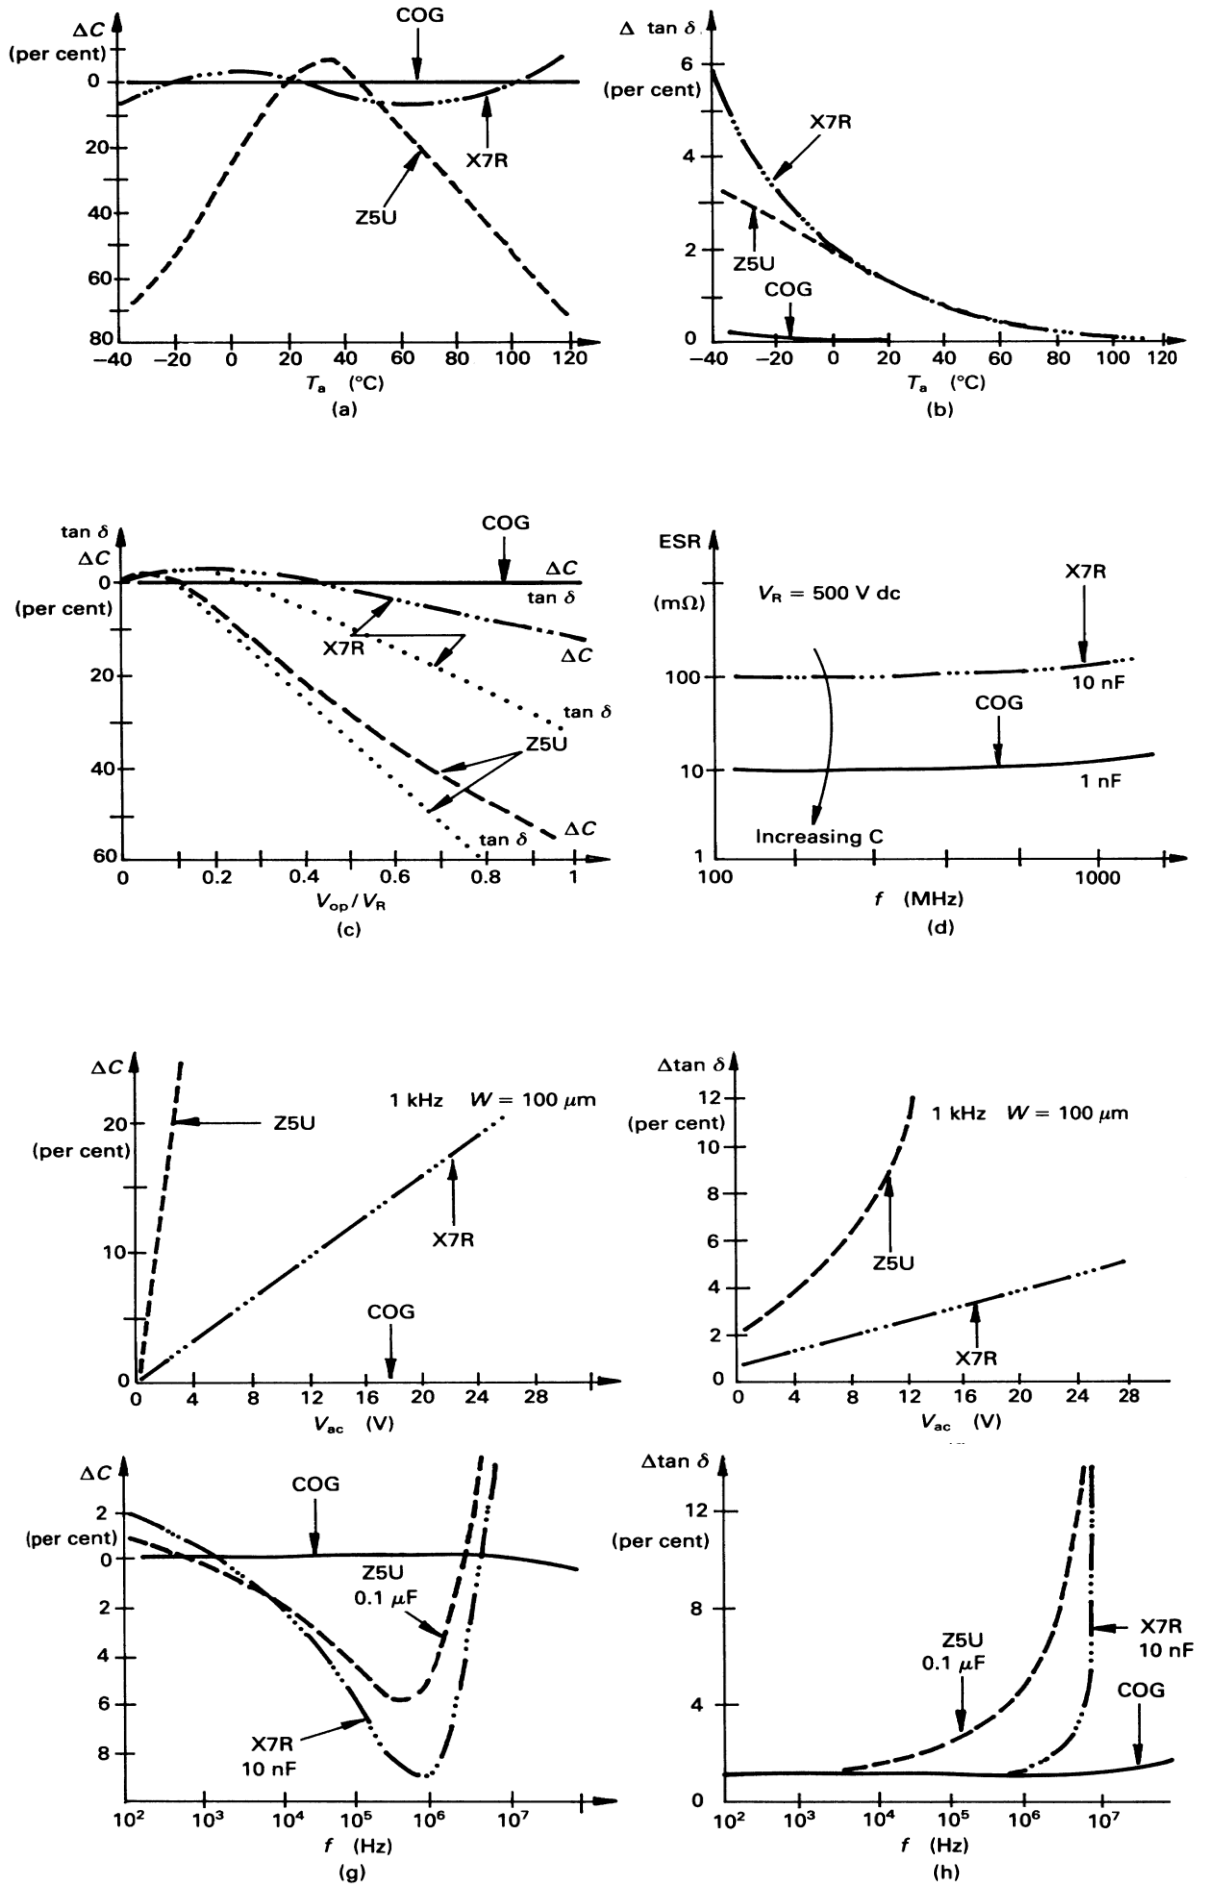 ΔC
(per cent)
0
20
40
60
80
COG
X7R
Z5U
−40 −20 0 20 40 60 80 100 120
Ta (°C)
(a)
Δ tan δ
6
(per cent)
4
2
0
X7R
Z5U
COG
−40 −20 0 20 40 60 80 100 120
Ta (°C)
(b)
tan δ
ΔC
0
(per cent)
20
40
60
COG
ΔC
tan δ
X7R
ΔC
tan δ
Z5U
ΔC
tan δ
0 0.2 0.4 0.6 0.8 1
Vop/VR
(c)
ESR
(mΩ)
100
10
1
VR = 500 V dc
X7R
10 nF
COG
1 nF
Increasing C
100 1000
f (MHz)
(d)
ΔC
20
(per cent)
10
0
Z5U
1 kHz W = 100 μm
X7R
COG
0 4 8 12 16 20 24 28
Vac (V)
Δtan δ
12
(per cent)
10
8
6
4
2
0
1 kHz W = 100 μm
Z5U
X7R
0 4 8 12 16 20 24 28
Vac (V)
ΔC
2
(per cent)
0
2
4
6
8
COG
Z5U
0.1 μF
X7R
10 nF
10² 10³ 10⁴ 10⁵ 10⁶ 10⁷
f (Hz)
(g)
Δtan δ
12
(per cent)
8
4
0
Z5U
0.1 μF
X7R
10 nF
COG
10² 10³ 10⁴ 10⁵ 10⁶ 10⁷
f (Hz)
(h)